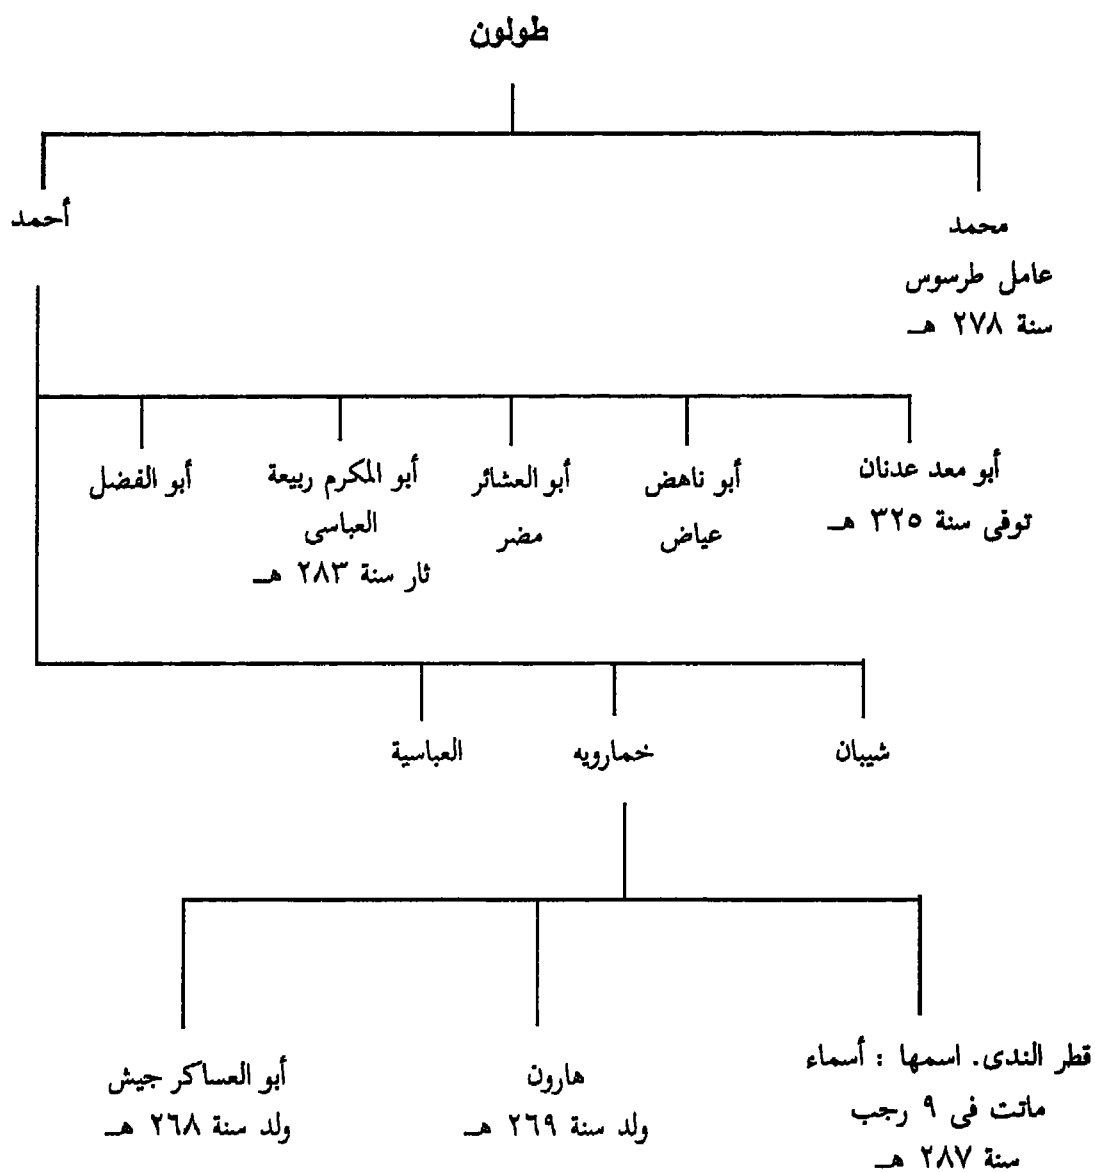 طولون
محمد
عامل طرسوس
سنة ٢٧٨ هـ
أحمد
أبو معد عدنان
توفى سنة ٣٢٥ هـ
أبو ناهض
عياض
أبو العشائر
مضر
أبو المكرم ربيعة
العباسى
ثار سنة ٢٨٣ هـ
أبو الفضل
شيبان
خمارويه
العباسية
قطر الندى. اسمها : أسماء
ماتت فى ٩ رجب
سنة ٢٨٧ هـ
هارون
ولد سنة ٢٦٩ هـ
أبو العساكر جيش
ولد سنة ٢٦٨ هـ